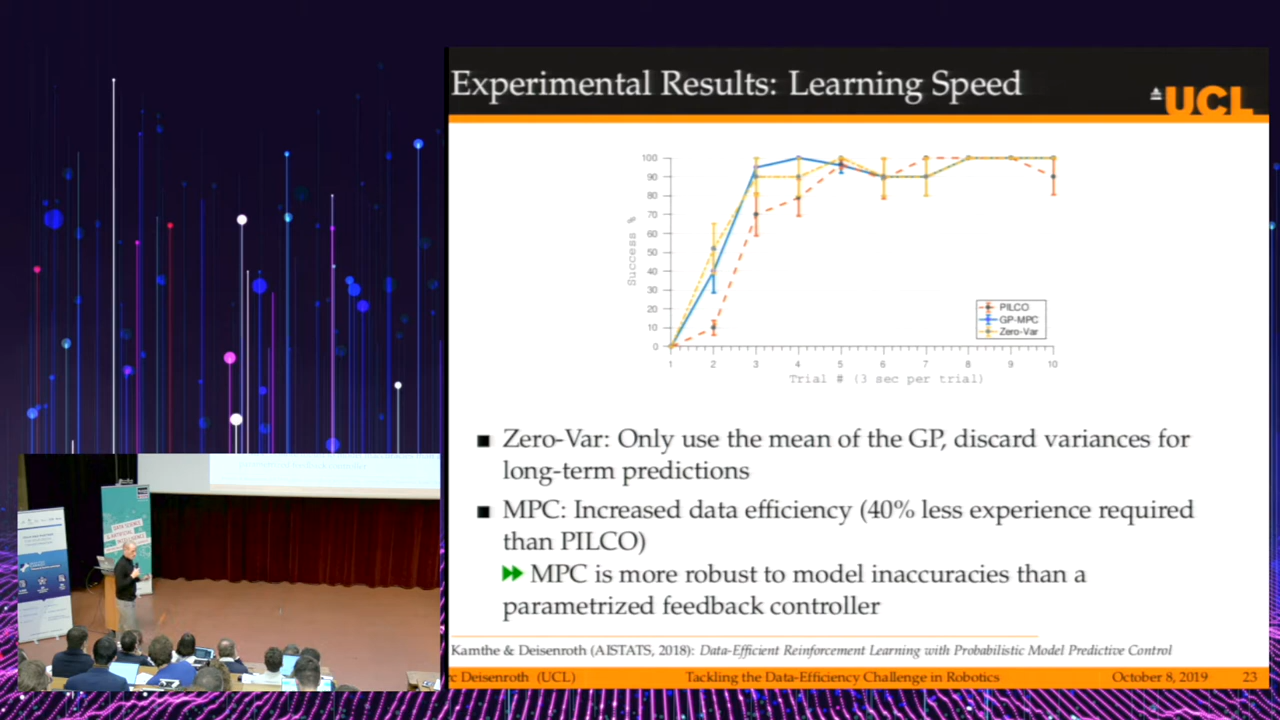 Experimental Results: Learning Speed
UCL
100
90
80
70
60
50
40
30
20
10
0
Success %
1 2 3 4 5 6 7 8 9 10
Trial # (3 sec per trial)
PILCO
GP-MPC
Zero-Var
Zero-Var: Only use the mean of the GP, discard variances for
long-term predictions
MPC: Increased data efficiency (40% less experience required
than PILCO)
MPC is more robust to model inaccuracies than a
parametrized feedback controller
Kamthe & Deisenroth (AISTATS, 2018): Data-Efficient Reinforcement Learning with Probabilistic Model Predictive Control
rc Deisenroth (UCL) Tackling the Data-Efficiency Challenge in Robotics October 8, 2019 23
DATA SCIENCE
& ARTIFICIAL
INTELLIGENCE